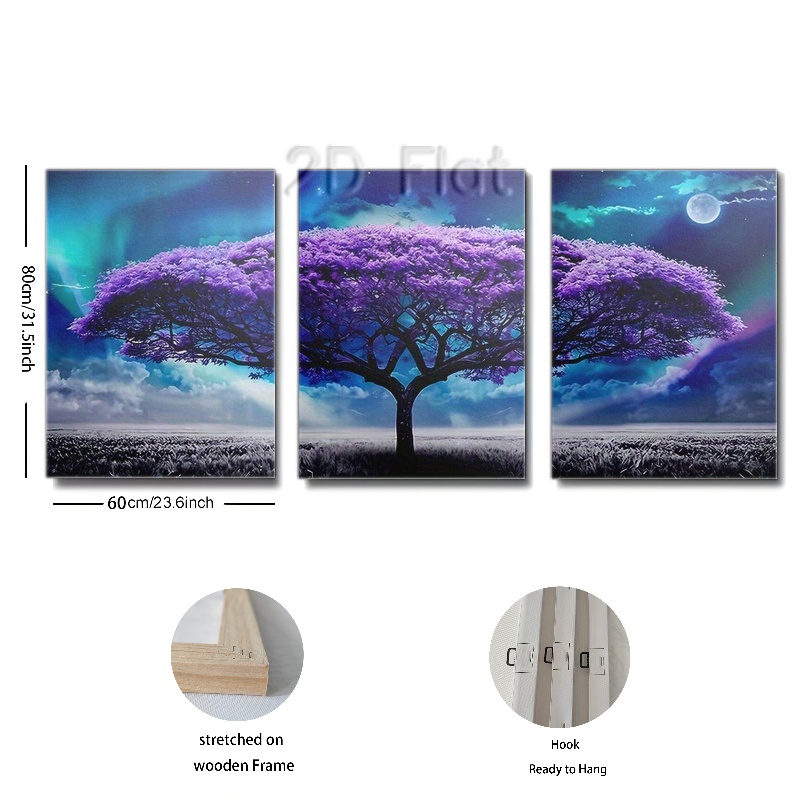 2D Flat
80cm/31.5inch
60cm/23.6inch
stretched on
wooden Frame
Hook
Ready to Hang